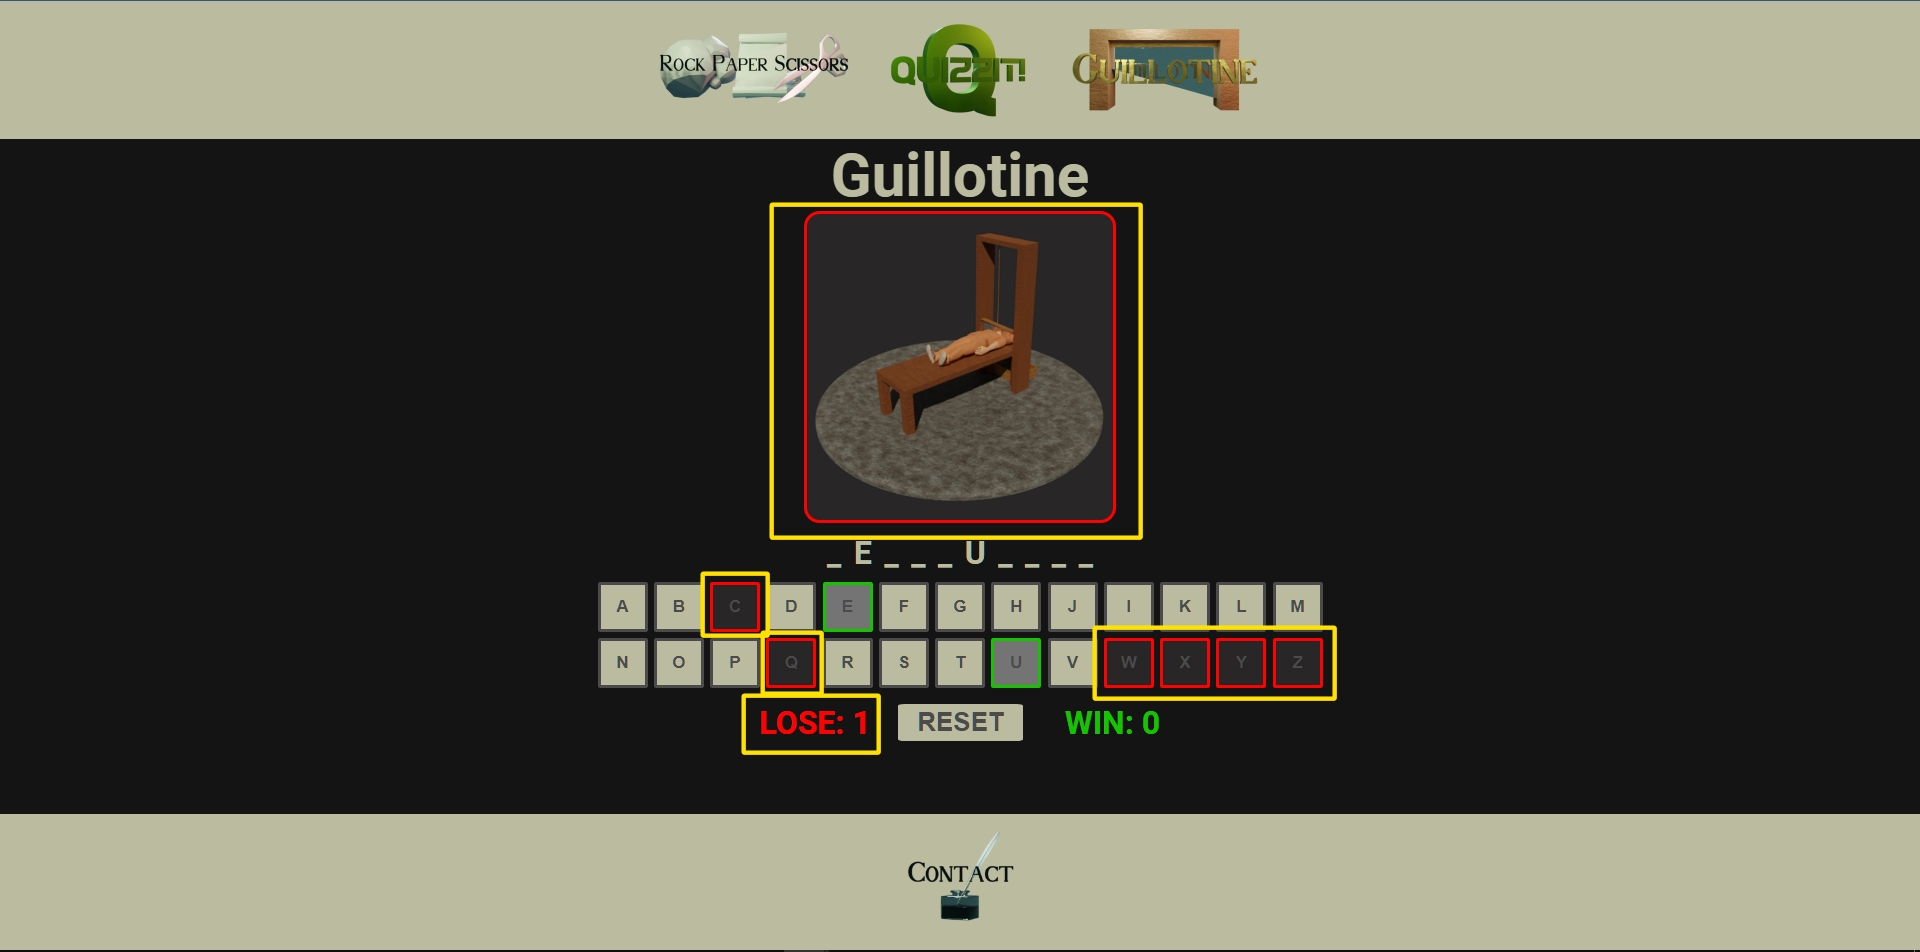 Rock Paper Scissors
QUIZZIT!
GUILLOTINE
Guillotine
_ E _ _ _ U _ _ _ _
A B C D E F G H J I K L M
N O P Q R S T U V W X Y Z
LOSE: 1 RESET WIN: 0
Contact